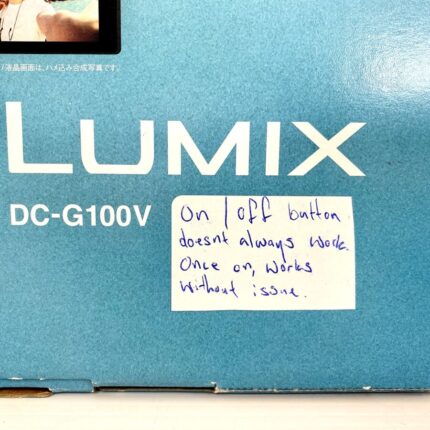 /液晶画面は、ハメ込み合成写真です。
LUMIX
DC-G100V
On / off button
doesnt always work.
Once on, works
without issue.